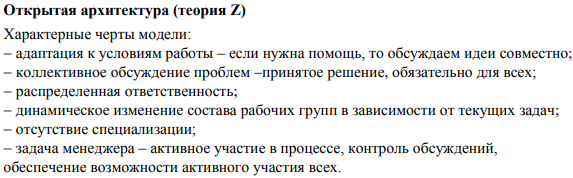 Открытая архитектура (теория Z)
Характерные черты модели:
− адаптация к условиям работы – если нужна помощь, то обсуждаем идеи совместно;
− коллективное обсуждение проблем –принятое решение, обязательно для всех;
− распределенная ответственность;
− динамическое изменение состава рабочих групп в зависимости от текущих задач;
− отсутствие специализации;
− задача менеджера – активное участие в процессе, контроль обсуждений,
обеспечение возможности активного участия всех.